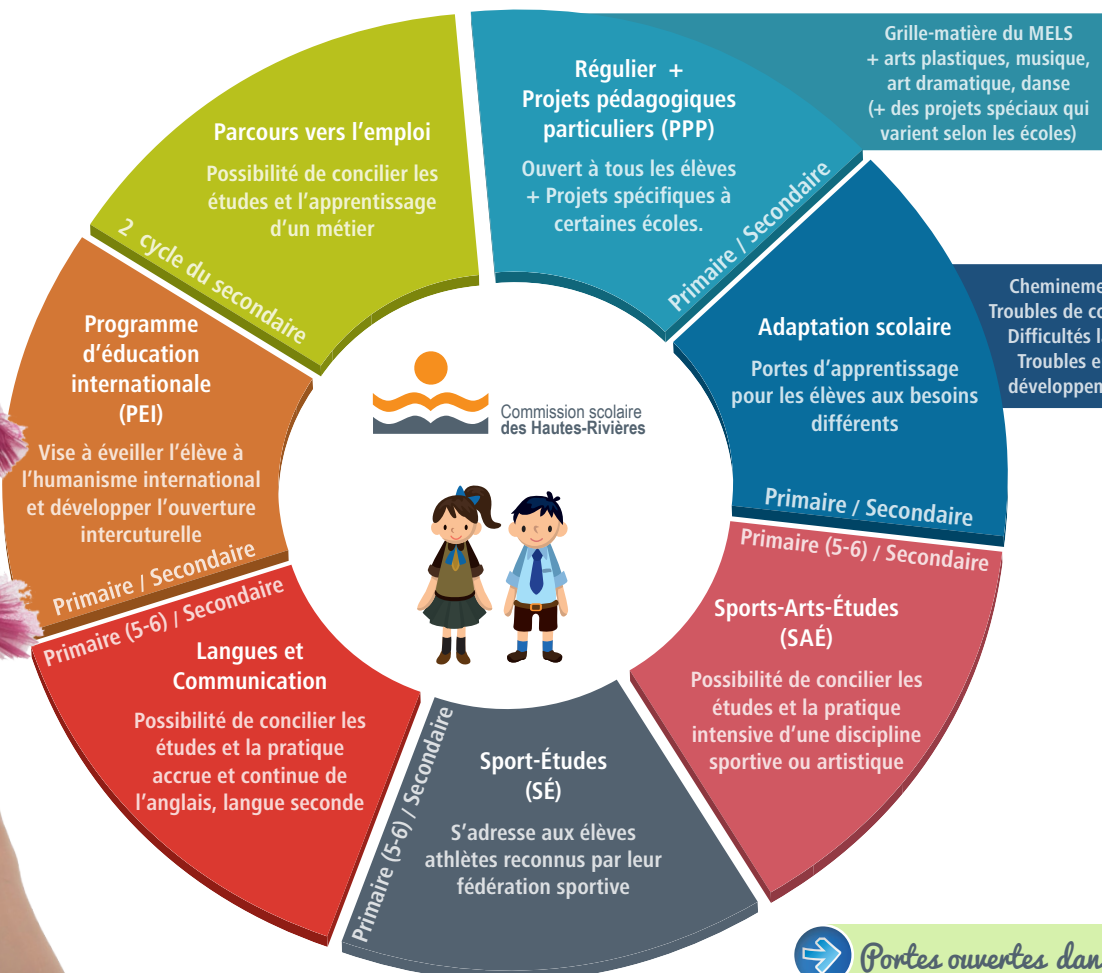 Régulier +
Projets pédagogiques
particuliers (PPP)
Ouvert à tous les élèves
+ Projets spécifiques à
certaines écoles.
Primaire / Secondaire
Grille-matière du MELS
+ arts plastiques, musique,
art dramatique, danse
(+ des projets spéciaux qui
varient selon les écoles)
Adaptation scolaire
Portes d'apprentissage
pour les élèves aux besoins
différents
Primaire / Secondaire
Troubles de
Difficultés
Troubles
Primaire (5-6) / Secondaire
Sports-Arts-Études
(SAÉ)
Possibilité de concilier les
études et la pratique
intensive d'une discipline
sportive ou artistique
Primaire (5-6) / Secondaire
Sport-Études
(SÉ)
S'adresse aux élèves
athlètes reconnus par leur
fédération sportive
Primaire (5-6) / Secondaire
Langues et
Communication
Possibilité de concilier les
études et la pratique
accrue et continue de
l'anglais, langue seconde
Programme
d'éducation
internationale
(PEI)
Vise à éveiller l'élève à
l'humanisme international
et développer l'ouverture
intercuturelle
Primaire / Secondaire
Parcours vers l'emploi
Possibilité de concilier les
études et l'apprentissage
d'un métier
2 cycle du secondaire
Commission scolaire
des Hautes-Rivières
Portes ouvertes